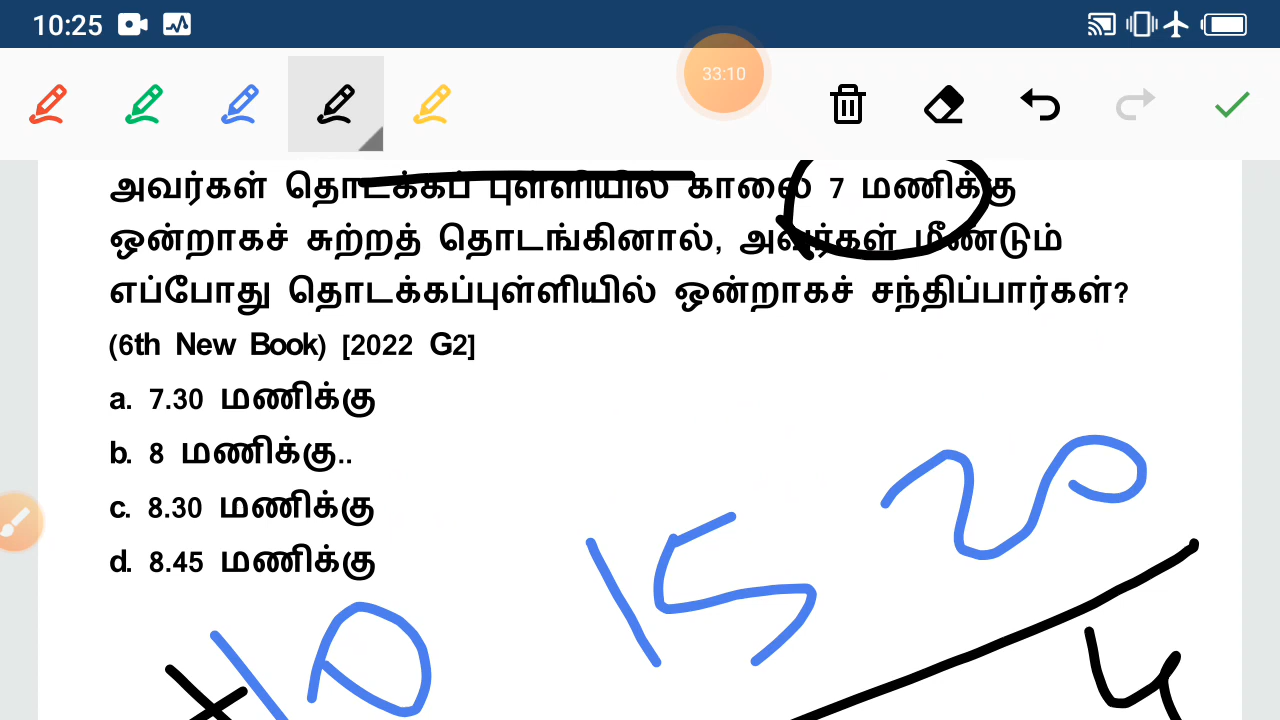 10:25
33:10
அவர்கள் தொடக்கப் புள்ளியில் காலை 7 மணிக்கு
ஒன்றாகச் சுற்றத் தொடங்கினால், அவர்கள் மீண்டும்
எப்போது தொடக்கப்புள்ளியில் ஒன்றாகச் சந்திப்பார்கள்?
(6th New Book) [2022 G2]
a. 7.30 மணிக்கு
b. 8 மணிக்கு..
c. 8.30 மணிக்கு
d. 8.45 மணிக்கு
10 15 20
4